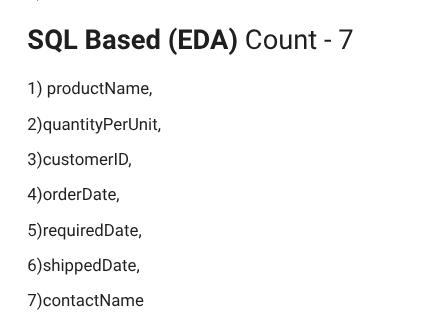 SQL Based (EDA) Count - 7
1) productName,
2)quantityPerUnit,
3)customerID,
4)orderDate,
5)requiredDate,
6)shippedDate,
7)contactName